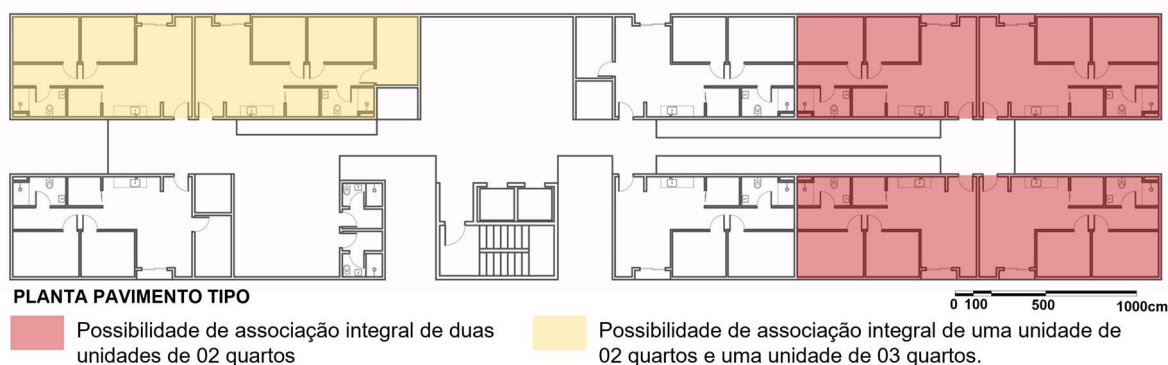 PLANTA PAVIMENTO TIPO
0 100 500 1000cm
Possibilidade de associação integral de duas
unidades de 02 quartos
Possibilidade de associação integral de uma unidade de
02 quartos e uma unidade de 03 quartos.